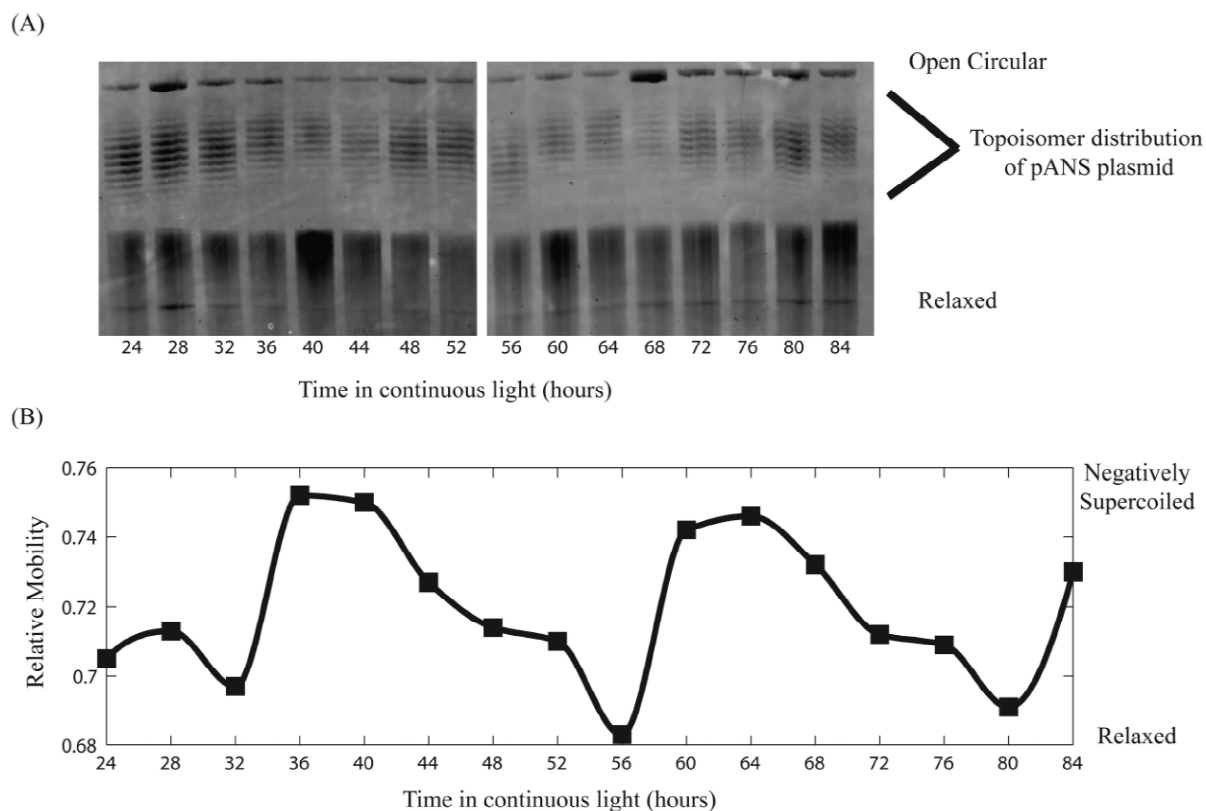 (A)
Open Circular
Topoisomer distribution
of pANS plasmid
Relaxed
24 28 32 36 40 44 48 52 56 60 64 68 72 76 80 84
Time in continuous light (hours)
(B)
0.76
0.74
0.72
0.7
0.68
Relative Mobility
Negatively
Supercoiled
Relaxed
24 28 32 36 40 44 48 52 56 60 64 68 72 76 80 84
Time in continuous light (hours)